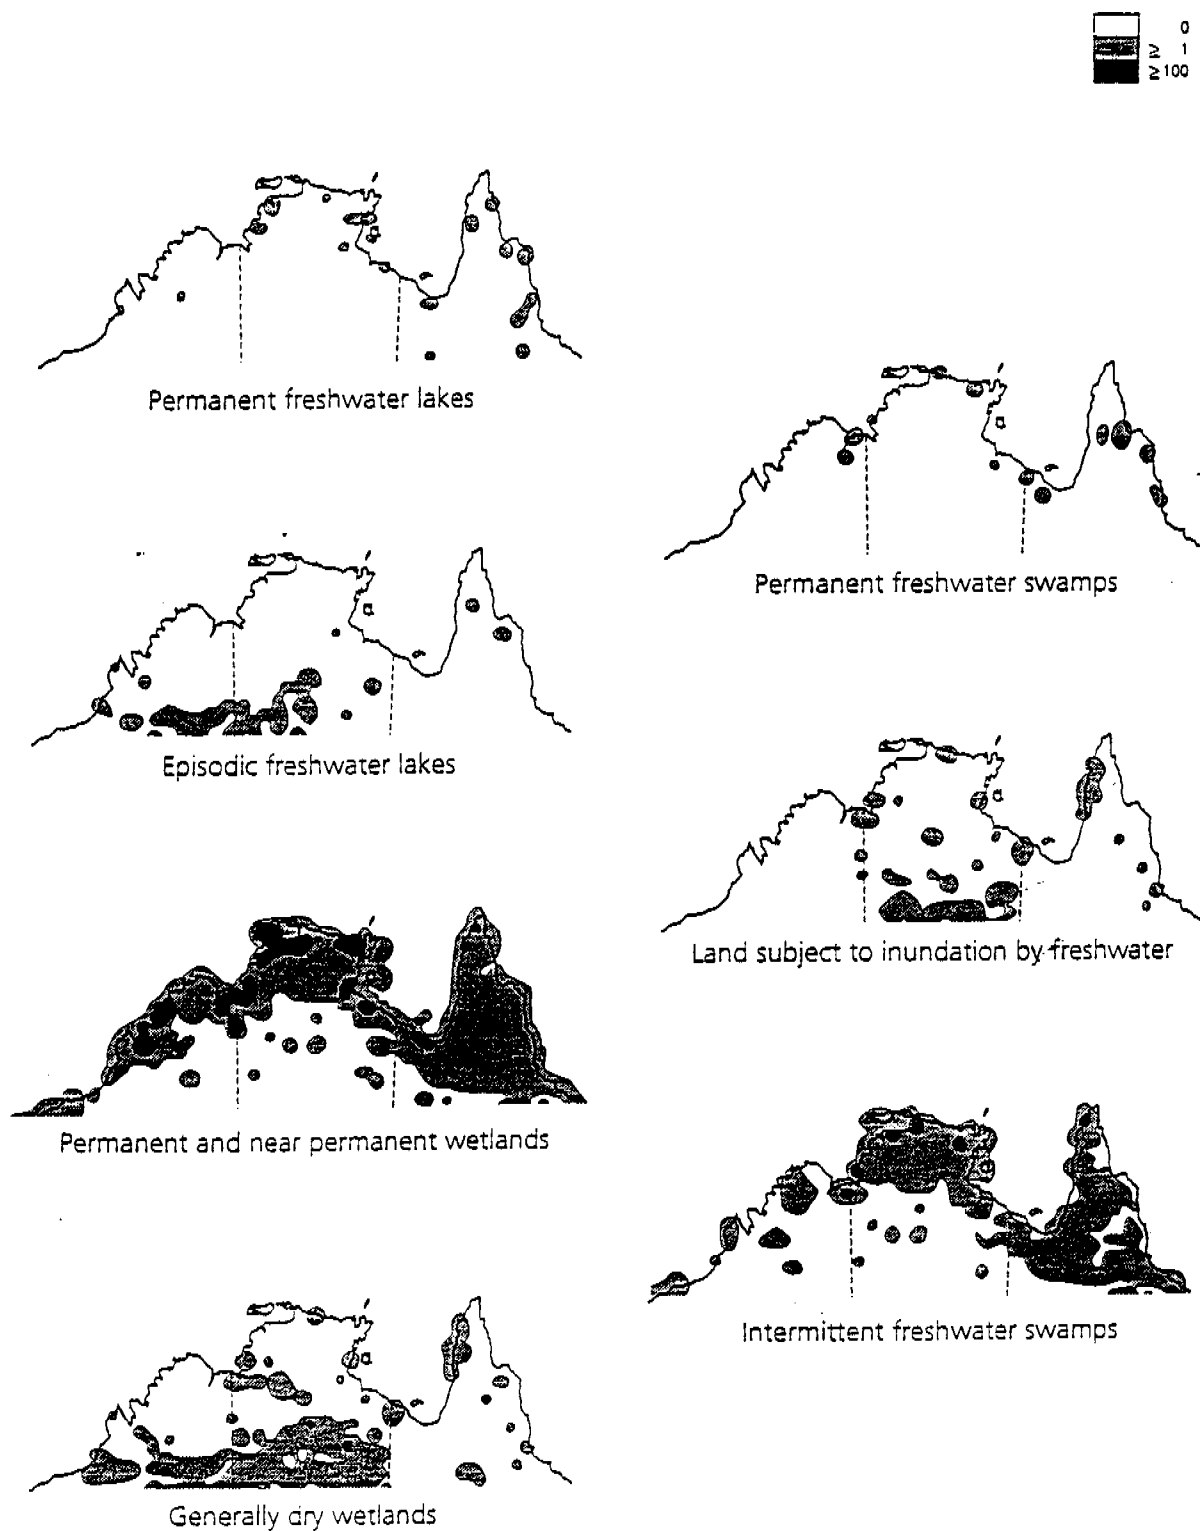 0
≥ 1
≥100
Permanent freshwater lakes
Permanent freshwater swamps
Episodic freshwater lakes
Land subject to inundation by freshwater
Permanent and near permanent wetlands
Intermittent freshwater swamps
Generally dry wetlands